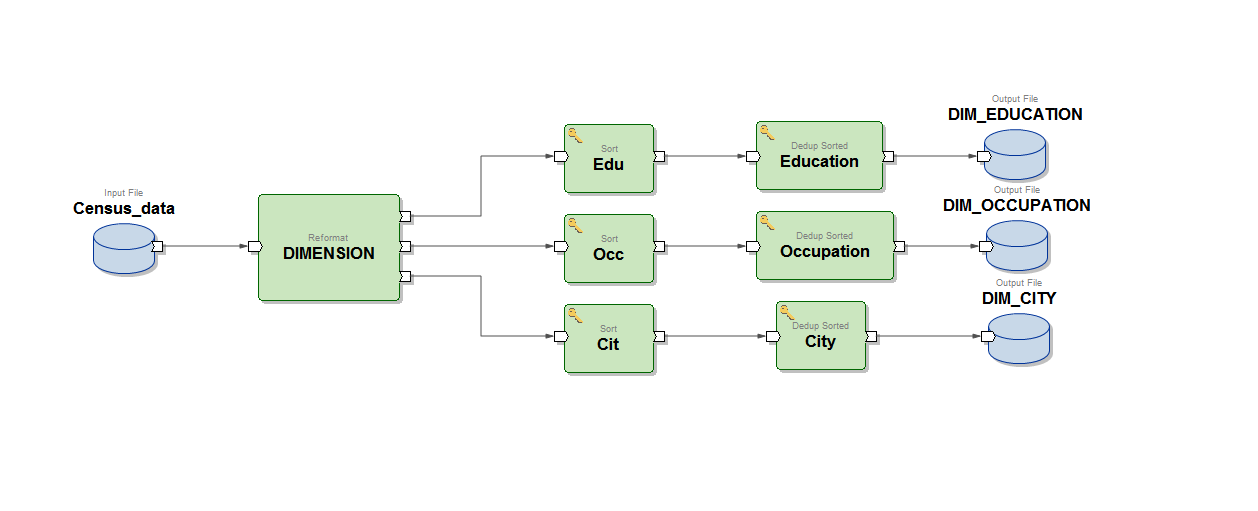 Input File
Census_data
Reformat
DIMENSION
Sort
Edu
Dedup Sorted
Education
Output File
DIM_EDUCATION
Sort
Occ
Dedup Sorted
Occupation
Output File
DIM_OCCUPATION
Sort
Cit
Dedup Sorted
City
Output File
DIM_CITY